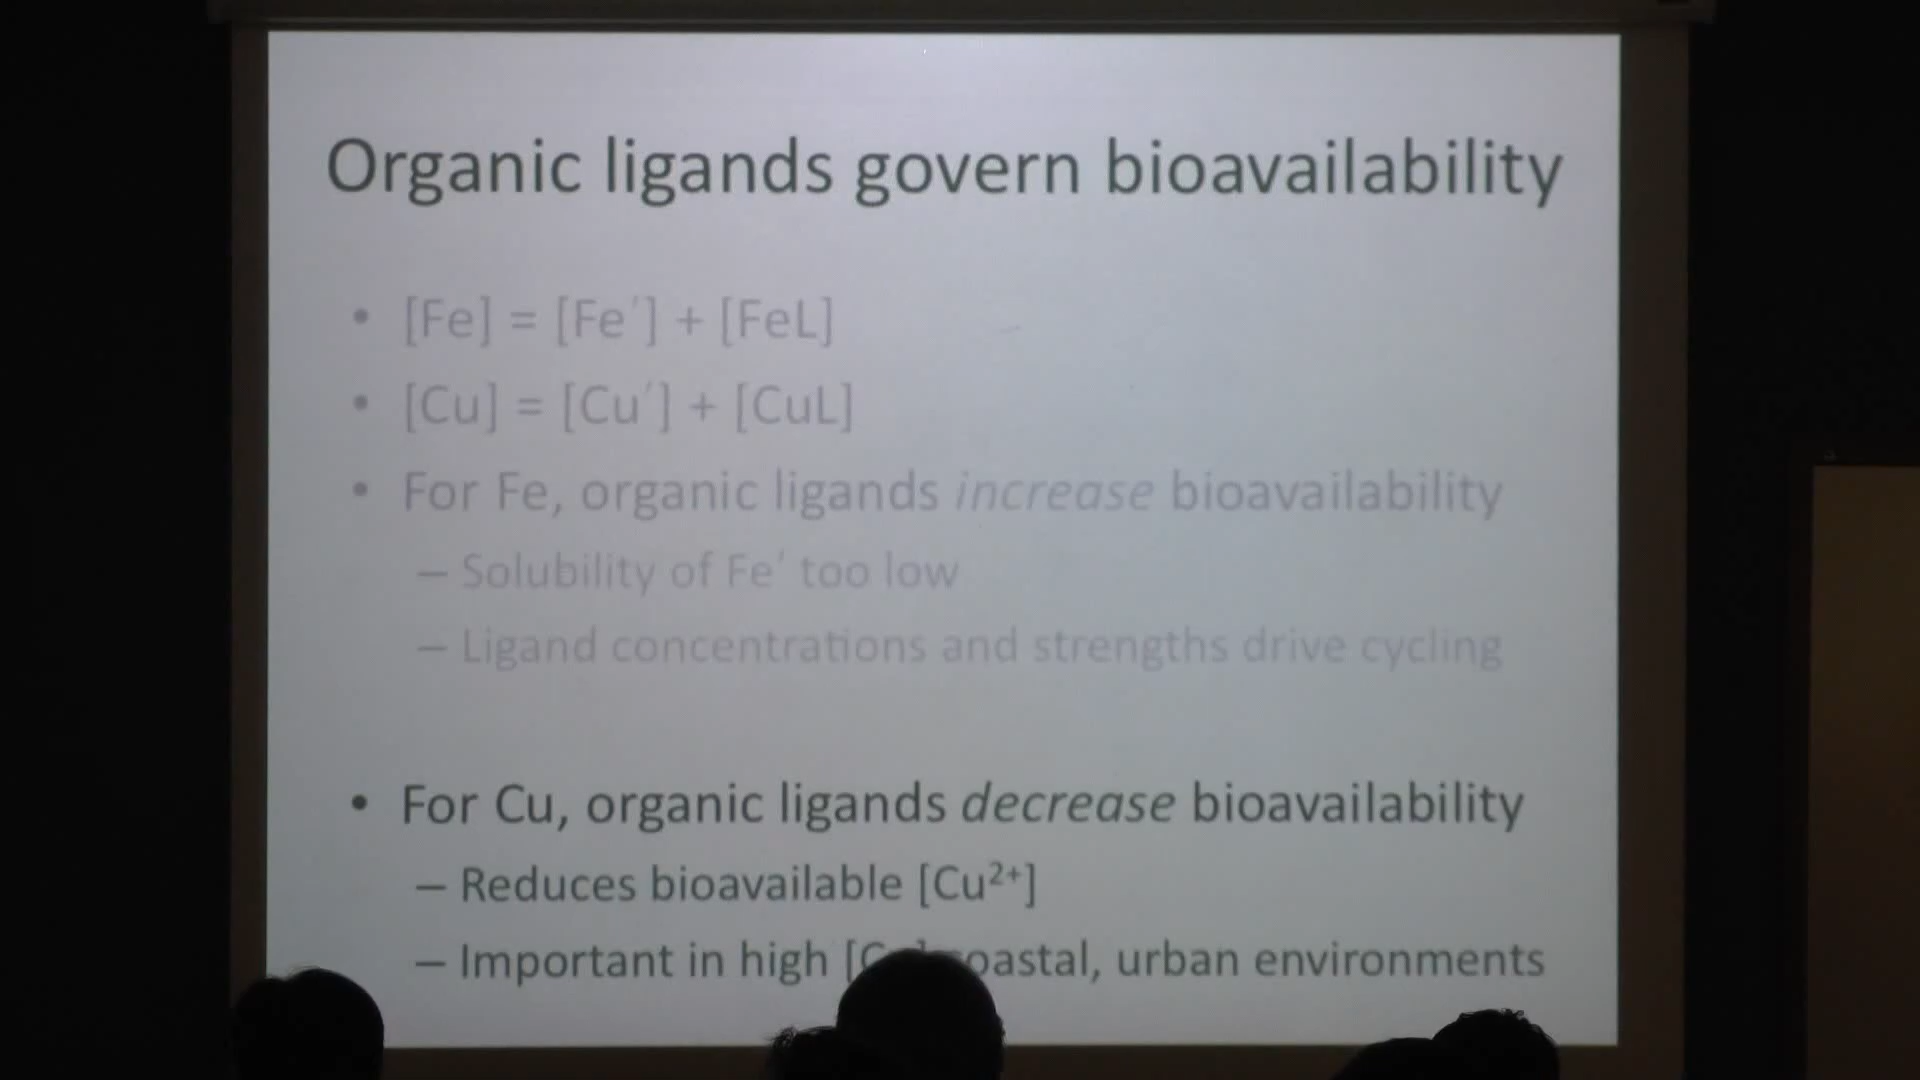 Organic ligands govern bioavailability
• [Fe] = [Fe′] + [FeL]
• [Cu] = [Cu′] + [CuL]
• For Fe, organic ligands increase bioavailability
– Solubility of Fe′ too low
– Ligand concentrations and strengths drive cycling
• For Cu, organic ligands decrease bioavailability
– Reduces bioavailable [Cu²⁺]
– Important in high urban environments